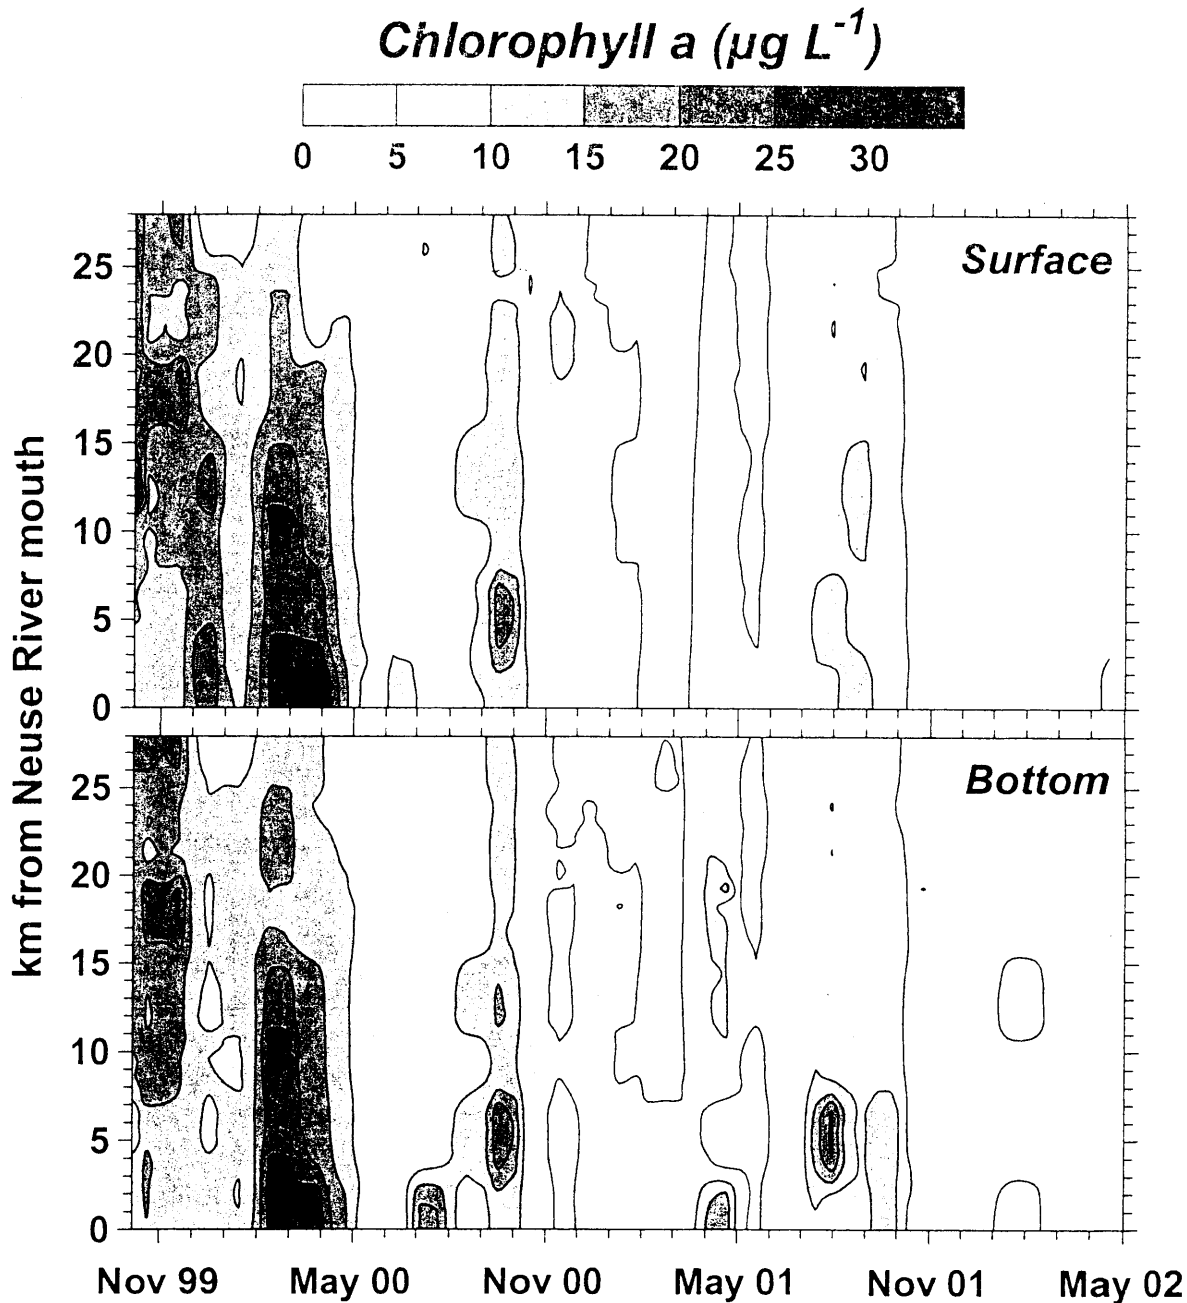 Chlorophyll a (µg L⁻¹)
0 5 10 15 20 25 30
Surface
25
20
15
10
5
0
km from Neuse River mouth
Bottom
25
20
15
10
5
0
Nov 99 May 00 Nov 00 May 01 Nov 01 May 02